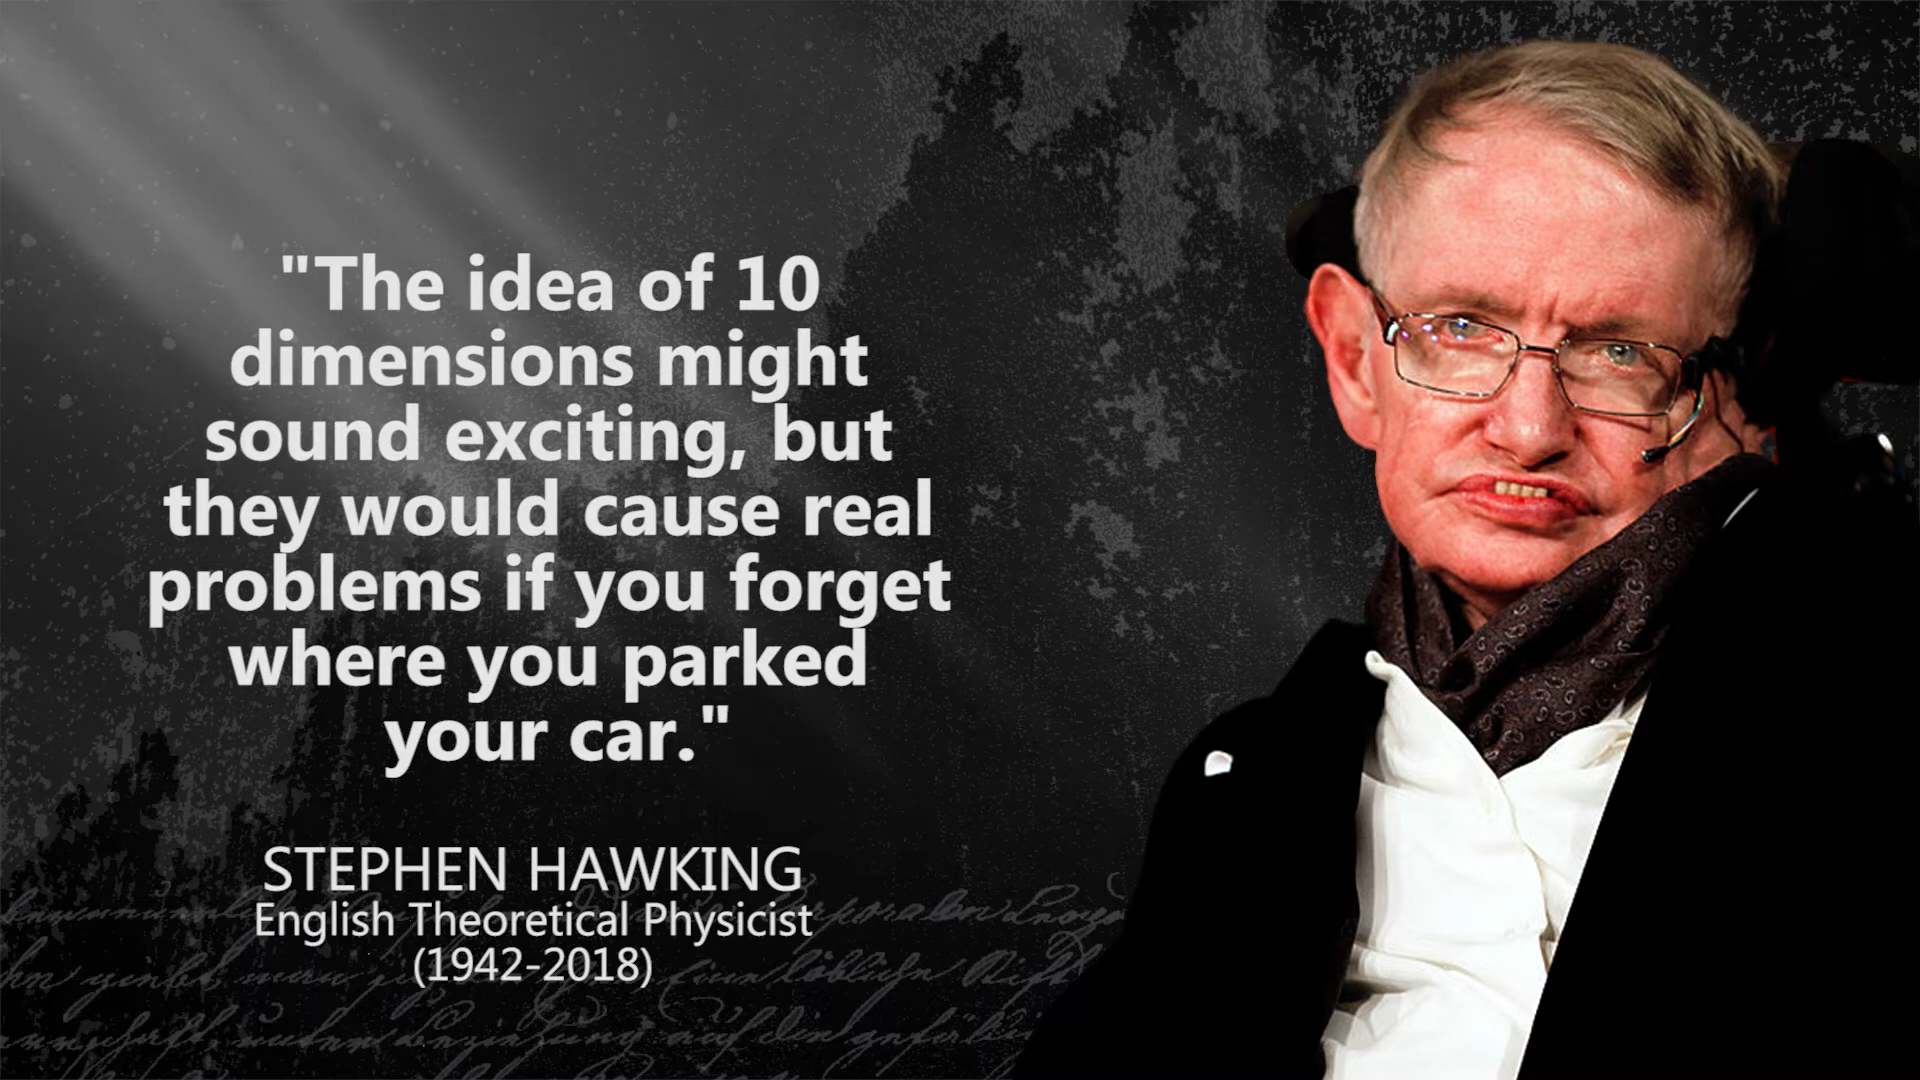 "The idea of 10
dimensions might
sound exciting, but
they would cause real
problems if you forget
where you parked
your car."
STEPHEN HAWKING
English Theoretical Physicist
(1942-2018)